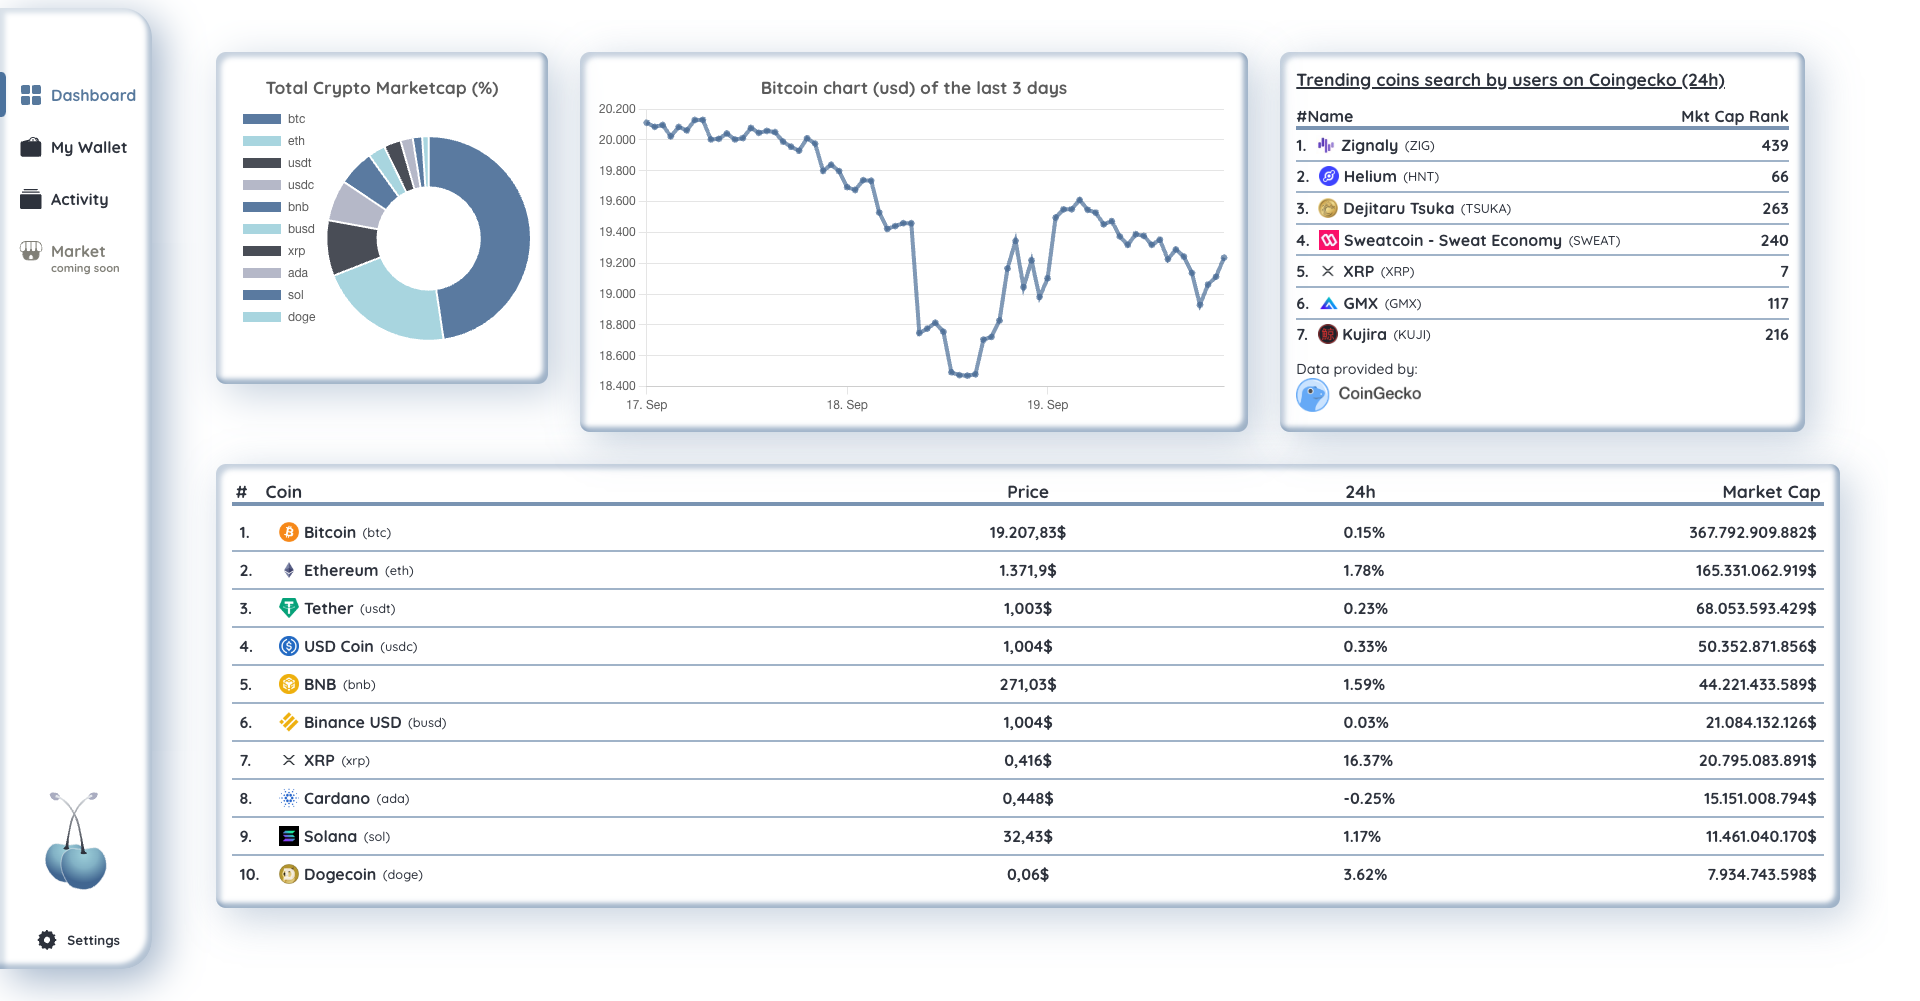 Dashboard
My Wallet
Activity
Market
coming soon
Settings
Total Crypto Marketcap (%)
btc
eth
usdt
usdc
bnb
busd
xrp
ada
sol
doge
Bitcoin chart (usd) of the last 3 days
20.200
20.000
19.800
19.600
19.400
19.200
19.000
18.800
18.600
18.400
17. Sep 18. Sep 19. Sep
Trending coins search by users on Coingecko (24h)
#Name Mkt Cap Rank
1. Zignaly (ZIG) 439
2. Helium (HNT) 66
3. Dejitaru Tsuka (TSUKA) 263
4. Sweatcoin - Sweat Economy (SWEAT) 240
5. XRP (XRP) 7
6. GMX (GMX) 117
7. Kujira (KUJI) 216
Data provided by:
CoinGecko
# Coin Price 24h Market Cap
1. Bitcoin (btc) 19.207,83$ 0.15% 367.792.909.882$
2. Ethereum (eth) 1.371,9$ 1.78% 165.331.062.919$
3. Tether (usdt) 1,003$ 0.23% 68.053.593.429$
4. USD Coin (usdc) 1,004$ 0.33% 50.352.871.856$
5. BNB (bnb) 271,03$ 1.59% 44.221.433.589$
6. Binance USD (busd) 1,004$ 0.03% 21.084.132.126$
7. XRP (xrp) 0,416$ 16.37% 20.795.083.891$
8. Cardano (ada) 0,448$ -0.25% 15.151.008.794$
9. Solana (sol) 32,43$ 1.17% 11.461.040.170$
10. Dogecoin (doge) 0,06$ 3.62% 7.934.743.598$